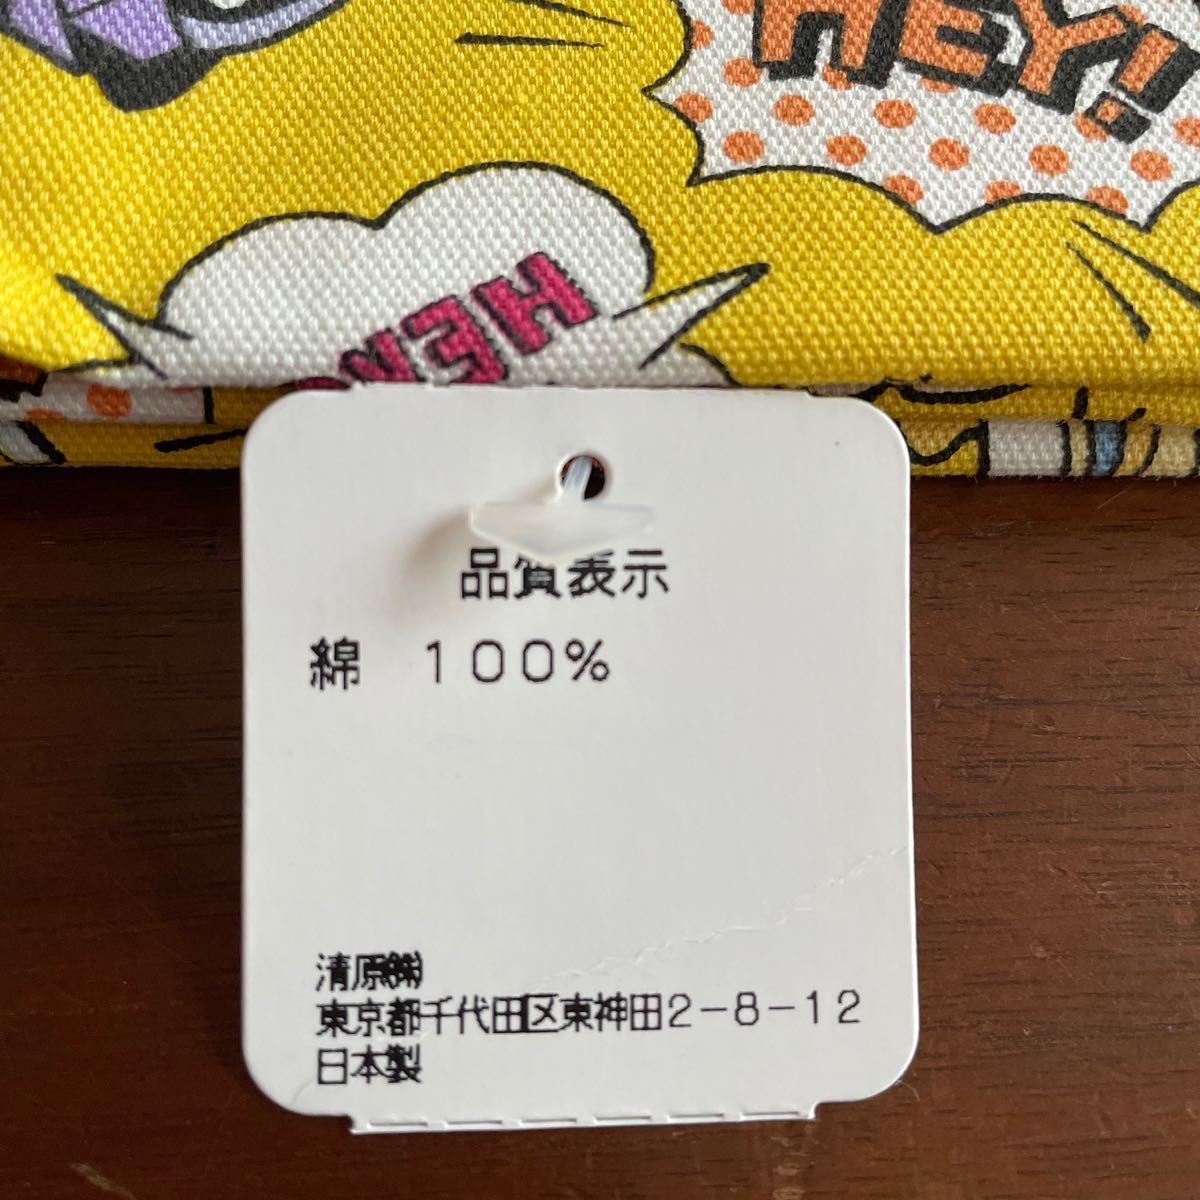 HEY!
HEY
品質表示
綿　100%
清原㈱
東京都千代田区東神田2-8-12
日本製